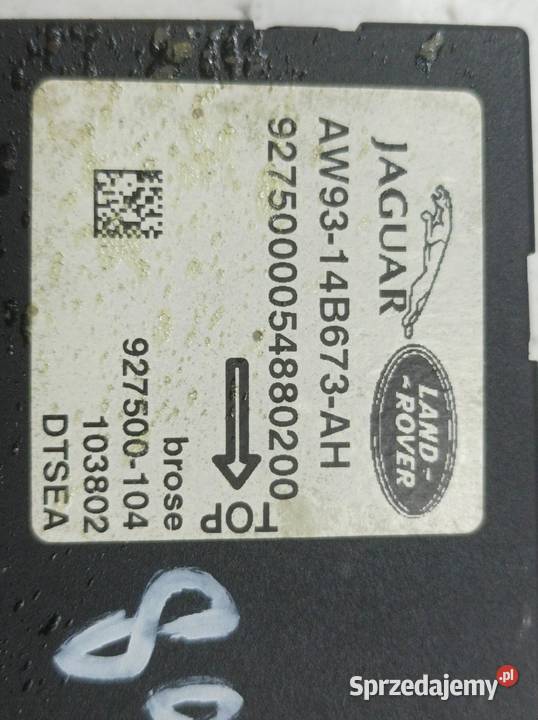 JAGUAR
LAND-
-ROVER
AW93-14B673-AH
9275000054880200
TOP
brose
927500-104
103802
DTSEA
Sprzedajemy.pl